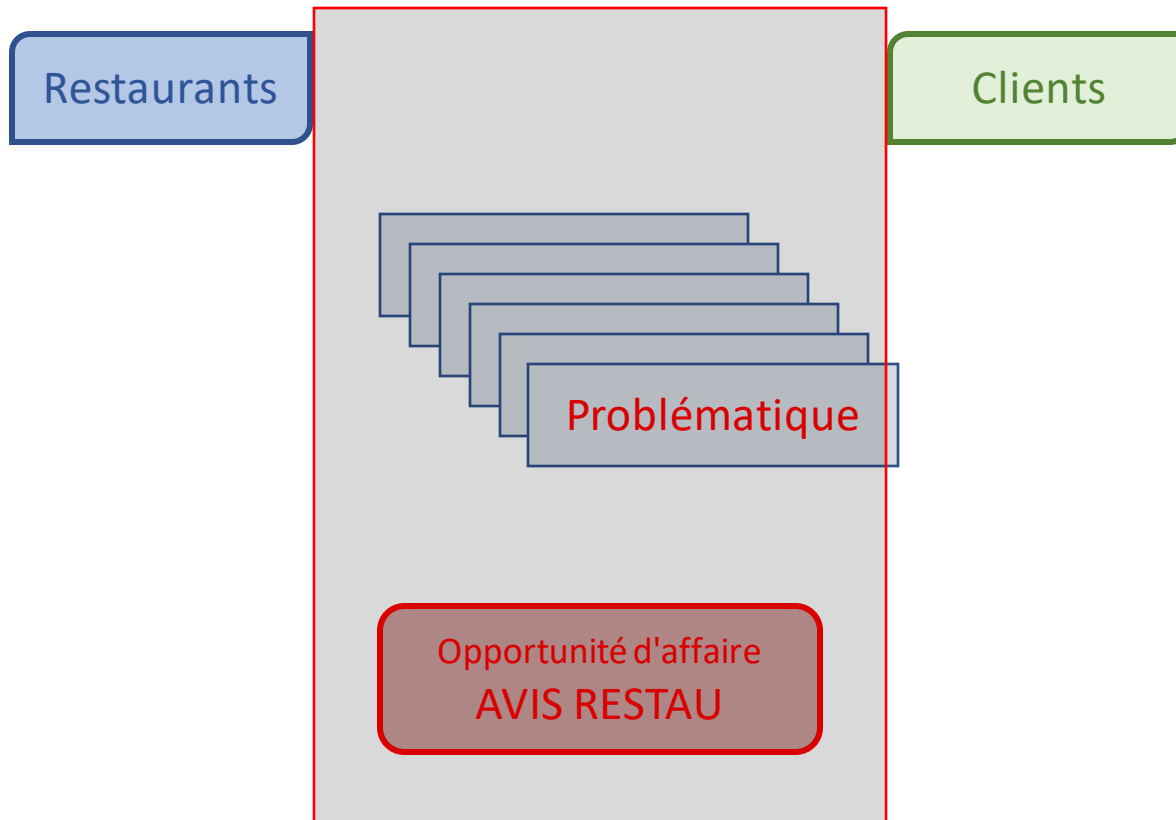 Restaurants
Clients
Problématique
Opportunité d'affaire
AVIS RESTAU